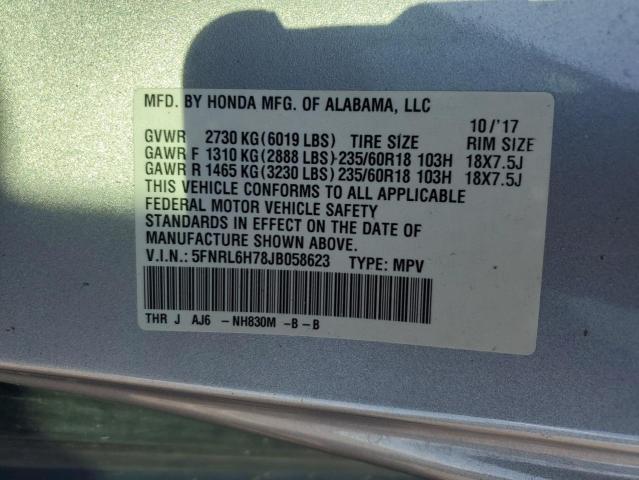 MFD. BY HONDA MFG. OF ALABAMA, LLC
10/'17
GVWR 2730 KG (6019 LBS) TIRE SIZE RIM SIZE
GAWR F 1310 KG (2888 LBS)-235/60R18 103H 18X7.5J
GAWR R 1465 KG (3230 LBS) 235/60R18 103H 18X7.5J
THIS VEHICLE CONFORMS TO ALL APPLICABLE
FEDERAL MOTOR VEHICLE SAFETY
STANDARDS IN EFFECT ON THE DATE OF
MANUFACTURE SHOWN ABOVE.
V.I.N.: 5FNRL6H78JB058623 TYPE: MPV
THR J AJ6 -NH830M -B-B